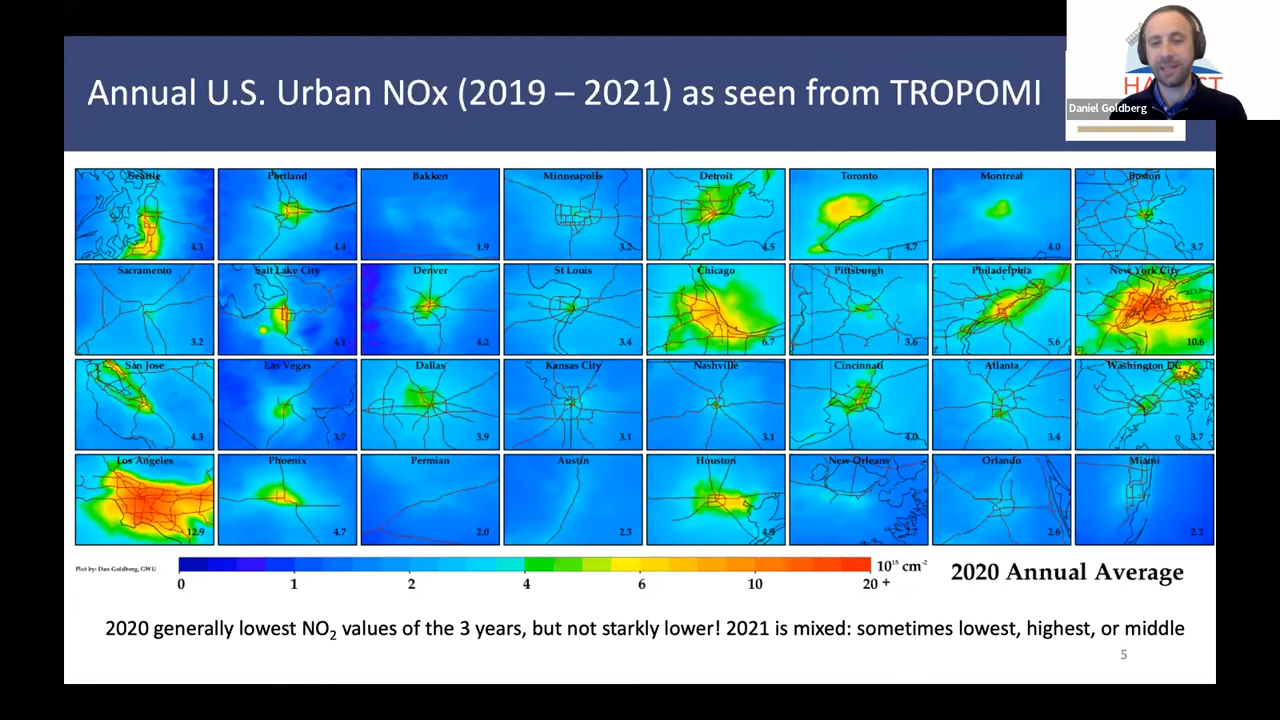 Annual U.S. Urban NOx (2019 – 2021) as seen from TROPOMI
Daniel Goldberg
Seattle
4.3
Portland
4.4
Bakken
1.9
Minneapolis
3.2
Detroit
4.5
Toronto
4.7
Montreal
4.0
Boston
3.7
Sacramento
3.2
Salt Lake City
4.1
Denver
4.2
St Louis
3.4
Chicago
6.7
Pittsburgh
3.6
Philadelphia
5.6
New York City
10.6
San Jose
4.3
Las Vegas
3.7
Dallas
3.9
Kansas City
3.1
Nashville
3.1
Cincinnati
4.0
Atlanta
3.4
Washington DC
3.7
Los Angeles
12.9
Phoenix
4.7
Permian
2.0
Austin
2.3
Houston
New Orleans
Orlando
2.6
Miami
2.2
Plot by: Dan Goldberg, GWU
0 1 2 4 6 10 20 +
10¹⁵ cm⁻²
2020 Annual Average
2020 generally lowest NO₂ values of the 3 years, but not starkly lower! 2021 is mixed: sometimes lowest, highest, or middle
5